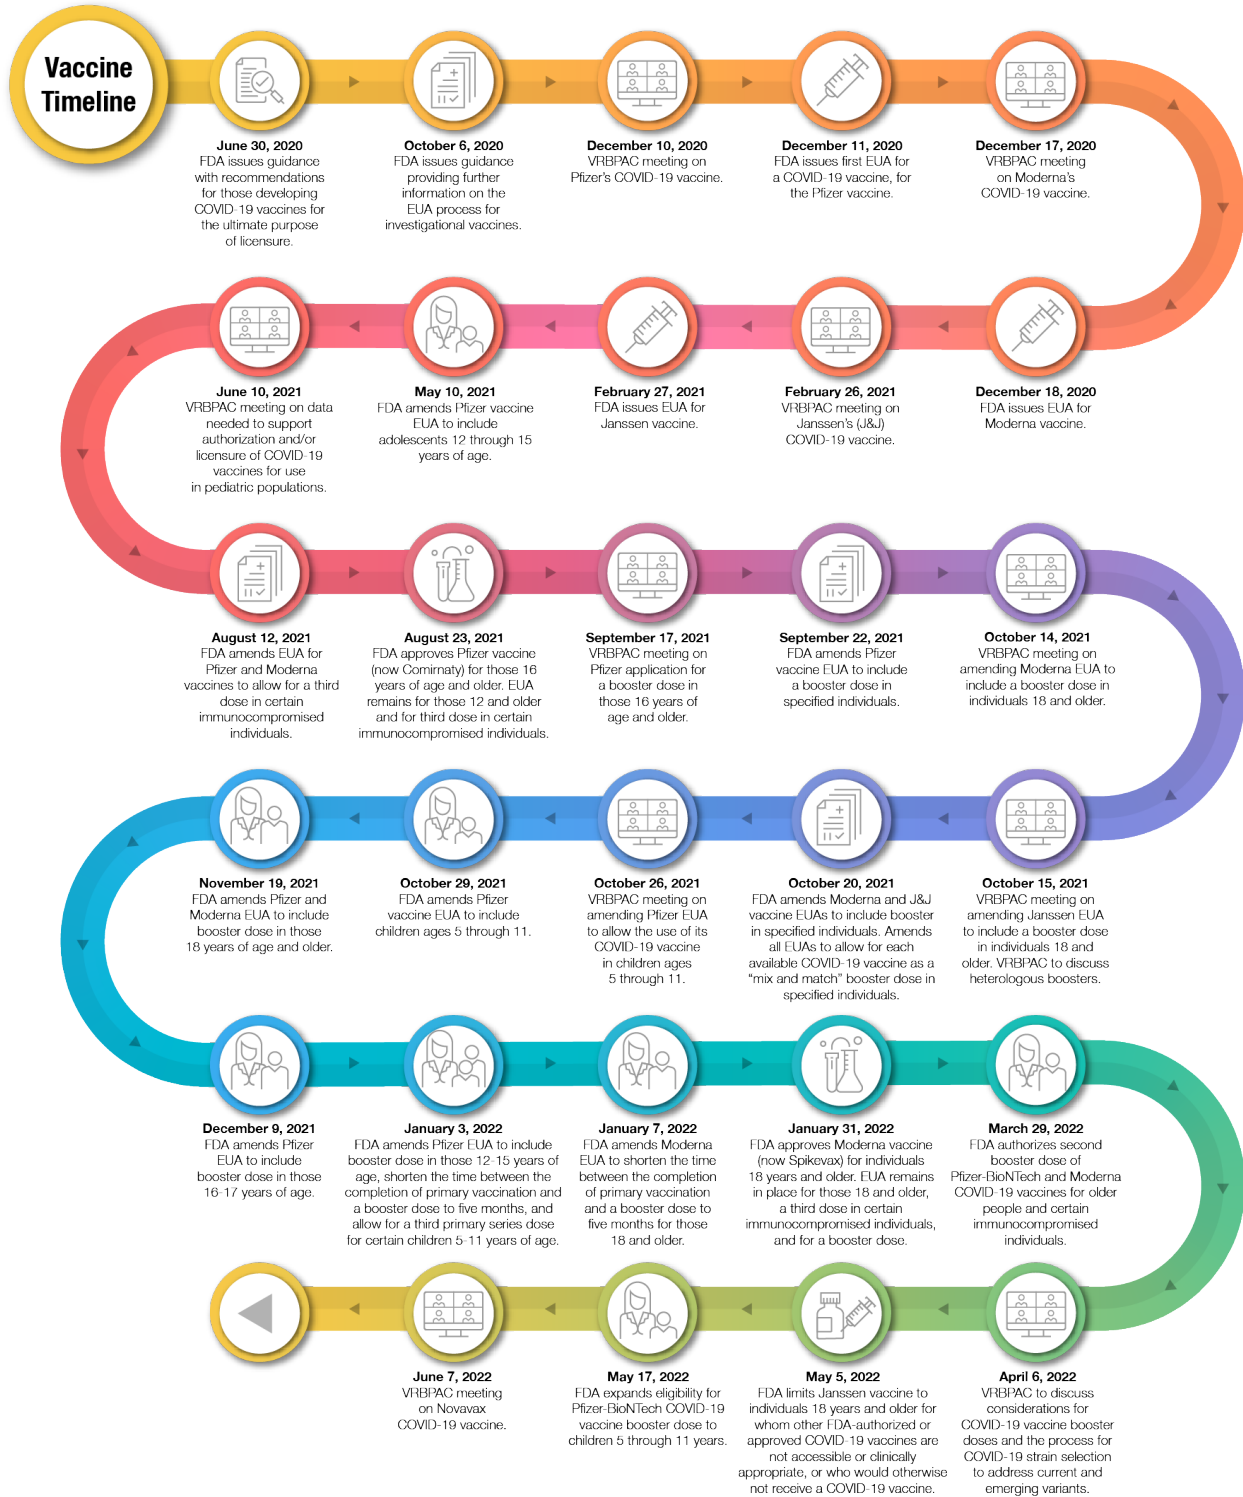 Vaccine
Timeline
June 30, 2020
FDA issues guidance
with recommendations
for those developing
COVID-19 vaccines for
the ultimate purpose
of licensure.
October 6, 2020
FDA issues guidance
providing further
information on the
EUA process for
investigational vaccines.
December 10, 2020
VRBPAC meeting on
Pfizer's COVID-19 vaccine.
December 11, 2020
FDA issues first EUA for
a COVID-19 vaccine, for
the Pfizer vaccine.
December 17, 2020
VRBPAC meeting
on Moderna's
COVID-19 vaccine.
December 18, 2020
FDA issues EUA for
Moderna vaccine.
February 26, 2021
VRBPAC meeting on
Janssen's (J&J)
COVID-19 vaccine.
February 27, 2021
FDA issues EUA for
Janssen vaccine.
May 10, 2021
FDA amends Pfizer vaccine
EUA to include
adolescents 12 through 15
years of age.
June 10, 2021
VRBPAC meeting on data
needed to support
authorization and/or
licensure of COVID-19
vaccines for use
in pediatric populations.
August 12, 2021
FDA amends EUA for
Pfizer and Moderna
vaccines to allow for a third
dose in certain
immunocompromised
individuals.
August 23, 2021
FDA approves Pfizer vaccine
(now Comirnaty) for those 16
years of age and older. EUA
remains for those 12 and older
and for third dose in certain
immunocompromised individuals.
September 17, 2021
VRBPAC meeting on
Pfizer application for
a booster dose in
those 16 years of
age and older.
September 22, 2021
FDA amends Pfizer
vaccine EUA to include
a booster dose in
specified individuals.
October 14, 2021
VRBPAC meeting on
amending Moderna EUA to
include a booster dose in
individuals 18 and older.
October 15, 2021
VRBPAC meeting on
amending Janssen EUA
to include a booster dose
in individuals 18 and
older. VRBPAC to discuss
heterologous boosters.
October 20, 2021
FDA amends Moderna and J&J
vaccine EUAs to include booster
in specified individuals. Amends
all EUAs to allow for each
available COVID-19 vaccine as a
“mix and match” booster dose in
specified individuals.
October 26, 2021
VRBPAC meeting on
amending Pfizer EUA
to allow the use of its
COVID-19 vaccine
in children ages
5 through 11.
October 29, 2021
FDA amends Pfizer
vaccine EUA to include
children ages 5 through 11.
November 19, 2021
FDA amends Pfizer and
Moderna EUA to include
booster dose in those
18 years of age and older.
December 9, 2021
FDA amends Pfizer
EUA to include
booster dose in those
16-17 years of age.
January 3, 2022
FDA amends Pfizer EUA to include
booster dose in those 12-15 years of
age, shorten the time between the
completion of primary vaccination and
a booster dose to five months, and
allow for a third primary series dose
for certain children 5-11 years of age.
January 7, 2022
FDA amends Moderna
EUA to shorten the time
between the completion
of primary vaccination
and a booster dose to
five months for those
18 and older.
January 31, 2022
FDA approves Moderna vaccine
(now Spikevax) for individuals
18 years and older. EUA remains
in place for those 18 and older,
a third dose in certain
immunocompromised individuals,
and for a booster dose.
March 29, 2022
FDA authorizes second
booster dose of
Pfizer-BioNTech and Moderna
COVID-19 vaccines for older
people and certain
immunocompromised
individuals.
April 6, 2022
VRBPAC to discuss
considerations for
COVID-19 vaccine booster
doses and the process for
COVID-19 strain selection
to address current and
emerging variants.
May 5, 2022
FDA limits Janssen vaccine to
individuals 18 years and older for
whom other FDA-authorized or
approved COVID-19 vaccines are
not accessible or clinically
appropriate, or who would otherwise
not receive a COVID-19 vaccine.
May 17, 2022
FDA expands eligibility for
Pfizer-BioNTech COVID-19
vaccine booster dose to
children 5 through 11 years.
June 7, 2022
VRBPAC meeting
on Novavax
COVID-19 vaccine.